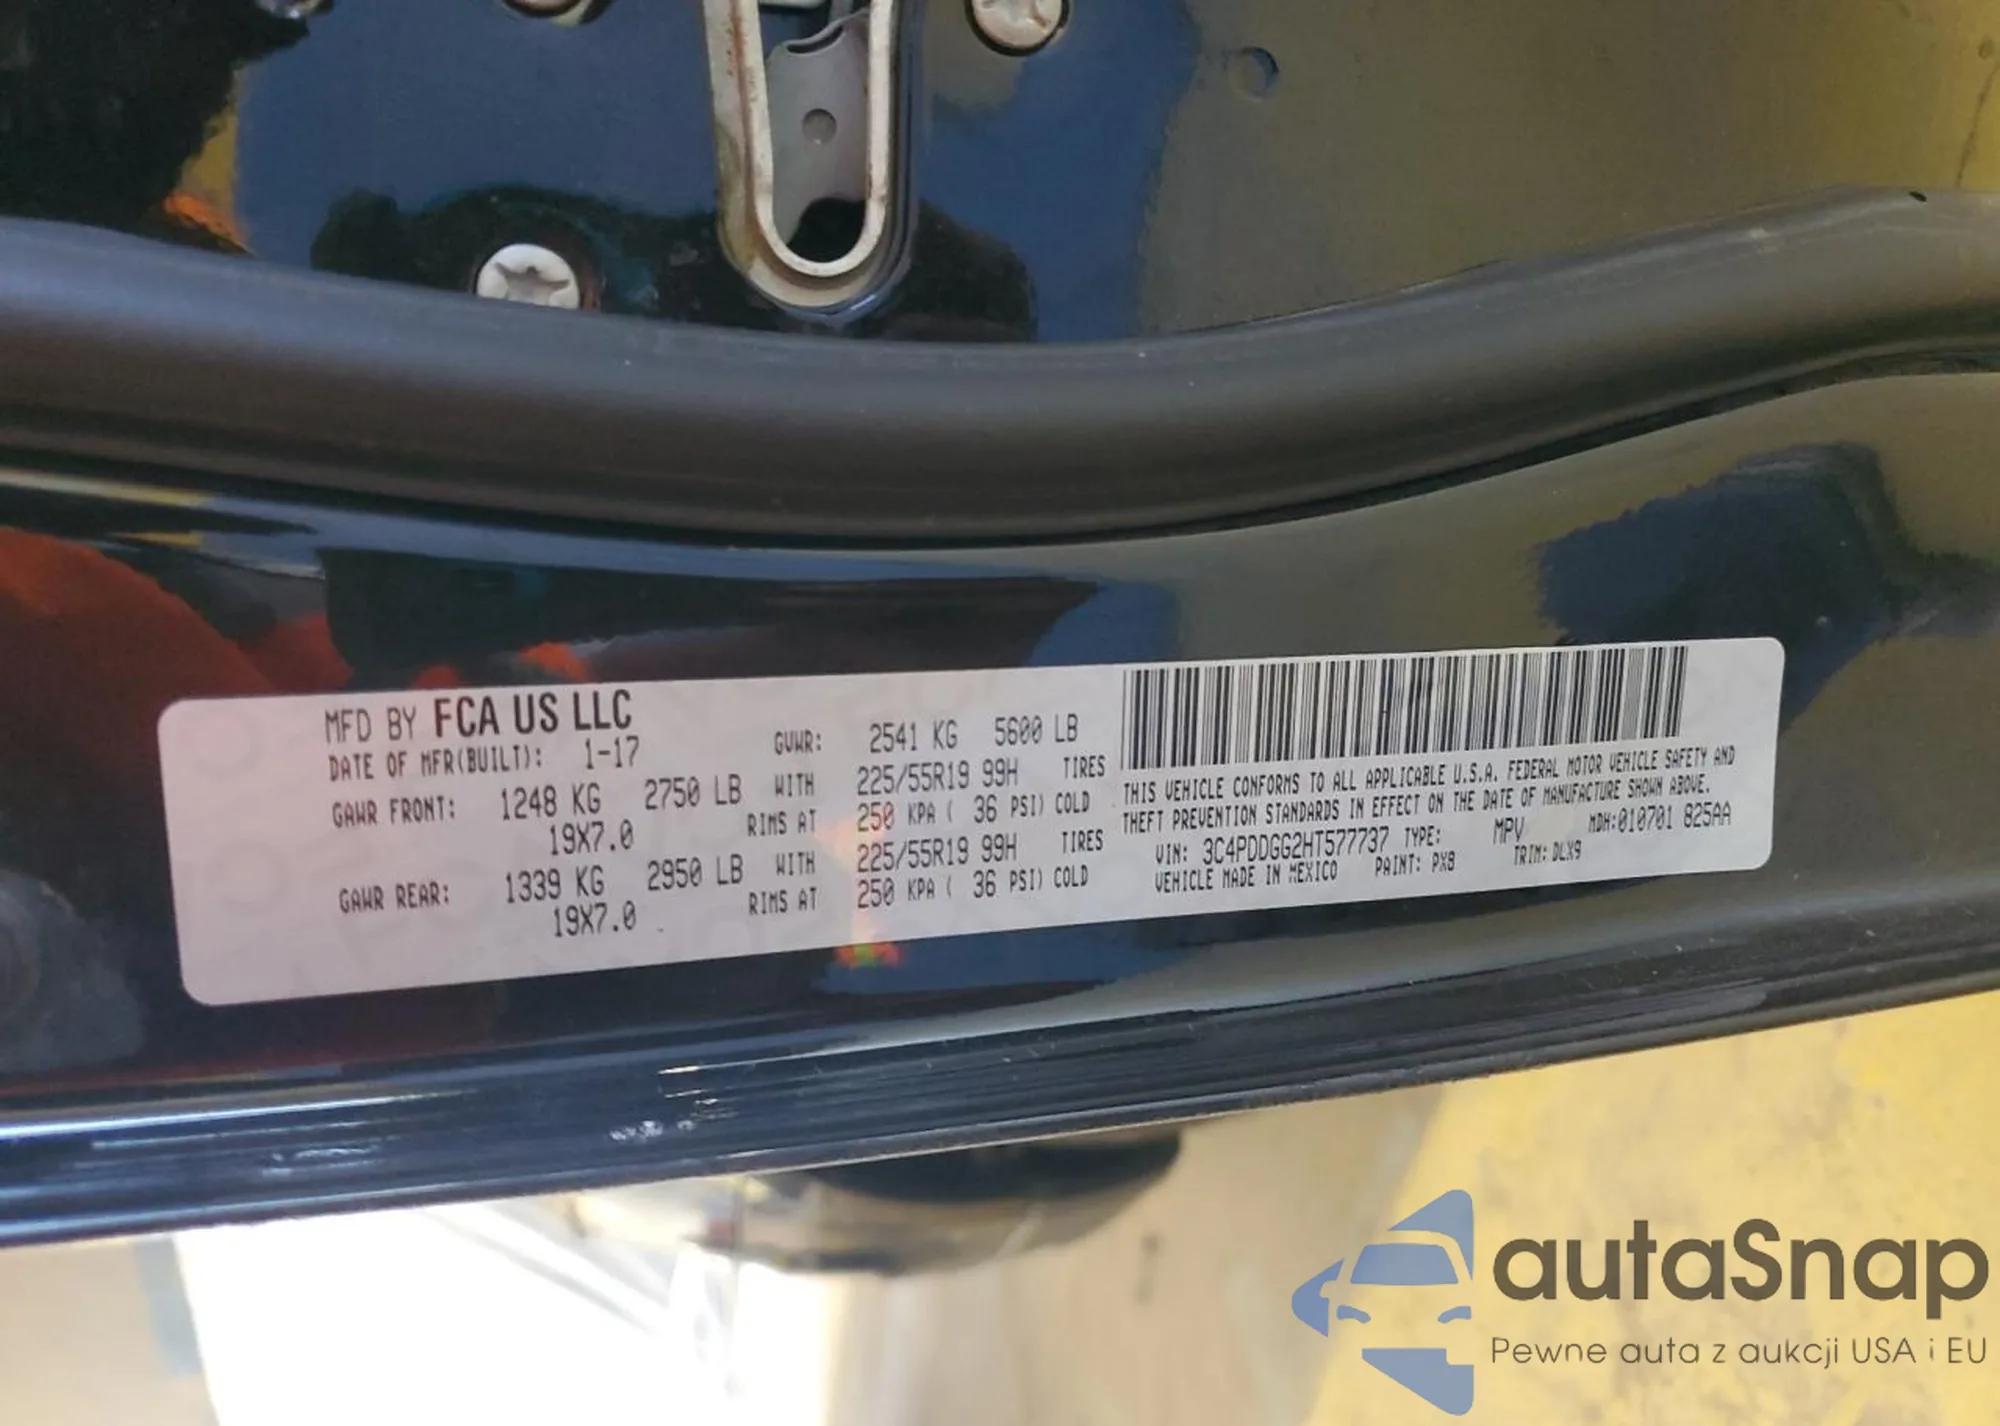 MFD BY FCA US LLC
DATE OF MFR(BUILT): 1-17 GVWR: 2541 KG 5600 LB
GAWR FRONT: 1248 KG 2750 LB WITH 225/55R19 99H TIRES
19X7.0 RIMS AT 250 KPA ( 36 PSI) COLD
GAWR REAR: 1339 KG 2950 LB WITH 225/55R19 99H TIRES
19X7.0 RIMS AT 250 KPA ( 36 PSI) COLD
THIS VEHICLE CONFORMS TO ALL APPLICABLE U.S.A. FEDERAL MOTOR VEHICLE SAFETY AND
THEFT PREVENTION STANDARDS IN EFFECT ON THE DATE OF MANUFACTURE SHOWN ABOVE.
VIN: 3C4PDDGG2HT577737 TYPE: MPV MDH:010701 825AA
VEHICLE MADE IN MEXICO PAINT: PX8 TRIM: DLX9
autaSnap
Pewne auta z aukcji USA i EU